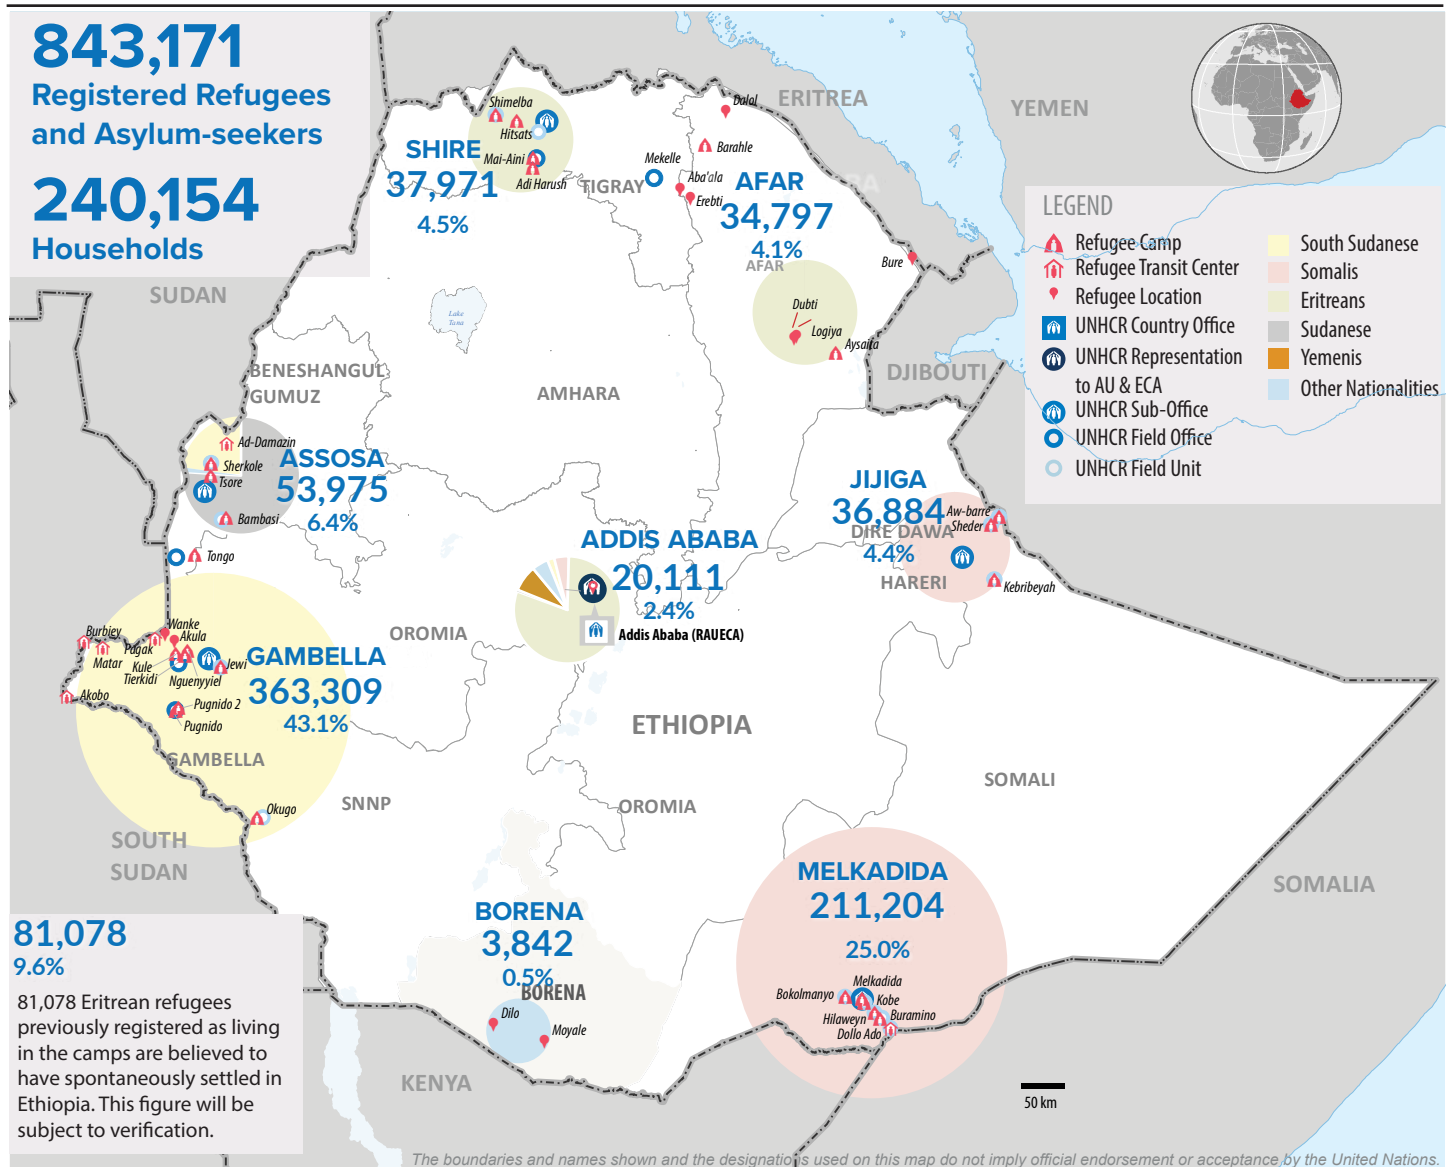 843,171
Registered Refugees
and Asylum-seekers
240,154
Households
SUDAN
ERITREA
YEMEN
Shimelba
Hitsats
SHIRE
Mai-Aini
37,971
Adi Harush
4.5%
TIGRAY
Mekelle
Dalol
Barahle
Aba'ala
Erebti
AFAR
34,797
4.1%
AFAR
Bure
Dubti
Logiya
Aysaita
DJIBOUTI
LEGEND
Refugee Camp
Refugee Transit Center
Refugee Location
UNHCR Country Office
UNHCR Representation
to AU & ECA
UNHCR Sub-Office
UNHCR Field Office
UNHCR Field Unit
South Sudanese
Somalis
Eritreans
Sudanese
Yemenis
Other Nationalities
Lake
Tana
BENESHANGUL
GUMUZ
AMHARA
Ad-Damazin
Sherkole
Tsore
Bambasi
Tongo
ASSOSA
53,975
6.4%
JIJIGA
36,884
Aw-barre
Sheder
DIRE DAWA
4.4%
HARERI
Kebribeyah
ADDIS ABABA
20,111
2.4%
Addis Ababa (RAUECA)
OROMIA
Wanke
Burbiey
Akula
Pagak
Matar
Kule
Tierkidi
Nguenyyiel
Jewi
Akobo
Pugnido 2
Pugnido
GAMBELLA
363,309
43.1%
GAMBELLA
Okugo
SNNP
ETHIOPIA
OROMIA
SOMALI
SOUTH
SUDAN
SOMALIA
MELKADIDA
211,204
25.0%
Melkadida
Bokolmanyo
Kobe
Hilaweyn
Buramino
Dollo Ado
BORENA
3,842
0.5%
BORENA
Dilo
Moyale
KENYA
81,078
9.6%
81,078 Eritrean refugees
previously registered as living
in the camps are believed to
have spontaneously settled in
Ethiopia. This figure will be
subject to verification.
50 km
The boundaries and names shown and the designations used on this map do not imply official endorsement or acceptance by the United Nations.